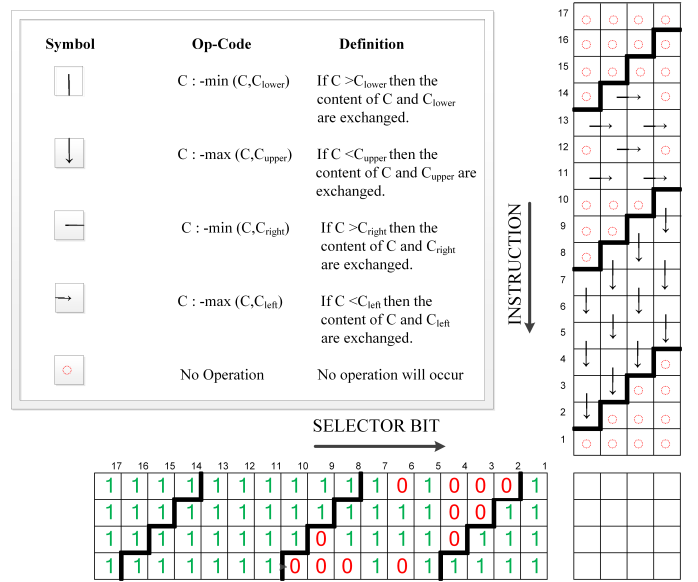 Symbol Op-Code Definition
C : -min (C,Clower) If C >Clower then the
content of C and Clower
are exchanged.
C : -max (C,Cupper) If C <Cupper then the
content of C and Cupper are
exchanged.
C : -min (C,Cright) If C >Cright then the
content of C and Cright
are exchanged.
C : -max (C,Cleft) If C <Cleft then the
content of C and Cleft
are exchanged.
No Operation No operation will occur
INSTRUCTION
17
16
15
14
13
12
11
10
9
8
7
6
5
4
3
2
1
SELECTOR BIT
17 16 15 14 13 12 11 10 9 8 7 6 5 4 3 2 1
1 1 1 1 1 1 1 1 1 1 1 0 1 0 0 0 1
1 1 1 1 1 1 1 1 1 1 1 1 1 0 0 1 1
1 1 1 1 1 1 1 1 0 1 1 1 1 0 1 1 1
1 1 1 1 1 1 1 0 0 0 1 0 1 1 1 1 1